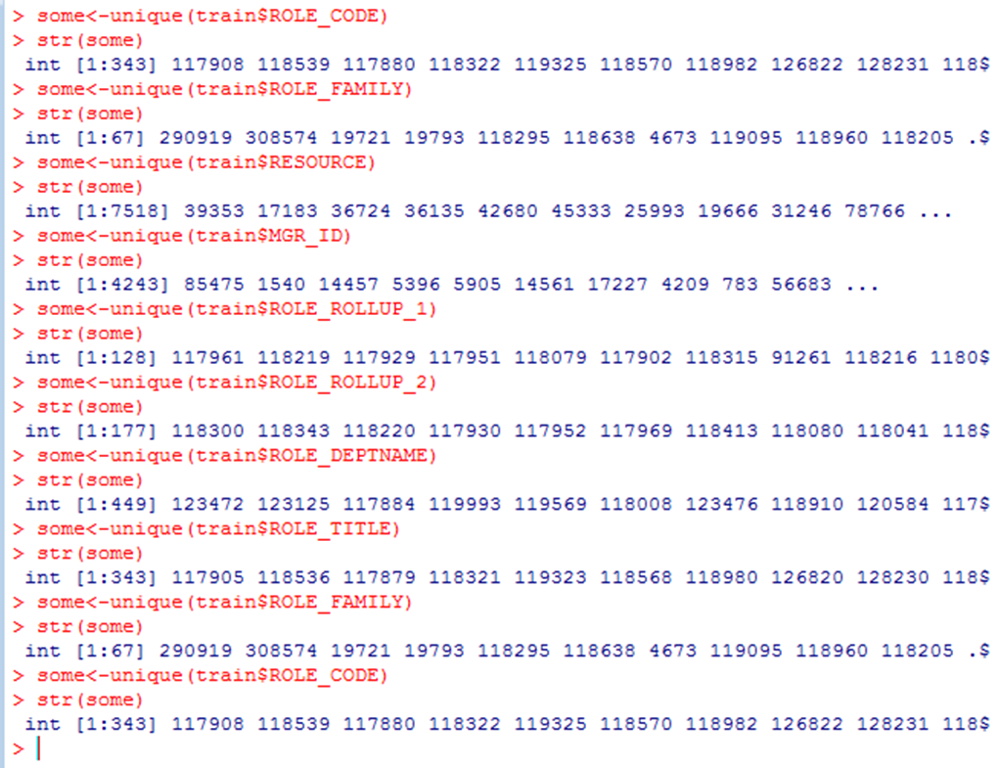 > some<-unique(train$ROLE_CODE)
> str(some)
 int [1:343] 117908 118539 117880 118322 119325 118570 118982 126822 128231 118$
> some<-unique(train$ROLE_FAMILY)
> str(some)
 int [1:67] 290919 308574 19721 19793 118295 118638 4673 119095 118960 118205 .$
> some<-unique(train$RESOURCE)
> str(some)
 int [1:7518] 39353 17183 36724 36135 42680 45333 25993 19666 31246 78766 ...
> some<-unique(train$MGR_ID)
> str(some)
 int [1:4243] 85475 1540 14457 5396 5905 14561 17227 4209 783 56683 ...
> some<-unique(train$ROLE_ROLLUP_1)
> str(some)
 int [1:128] 117961 118219 117929 117951 118079 117902 118315 91261 118216 1180$
> some<-unique(train$ROLE_ROLLUP_2)
> str(some)
 int [1:177] 118300 118343 118220 117930 117952 117969 118413 118080 118041 118$
> some<-unique(train$ROLE_DEPTNAME)
> str(some)
 int [1:449] 123472 123125 117884 119993 119569 118008 123476 118910 120584 117$
> some<-unique(train$ROLE_TITLE)
> str(some)
 int [1:343] 117905 118536 117879 118321 119323 118568 118980 126820 128230 118$
> some<-unique(train$ROLE_FAMILY)
> str(some)
 int [1:67] 290919 308574 19721 19793 118295 118638 4673 119095 118960 118205 .$
> some<-unique(train$ROLE_CODE)
> str(some)
 int [1:343] 117908 118539 117880 118322 119325 118570 118982 126822 128231 118$
>